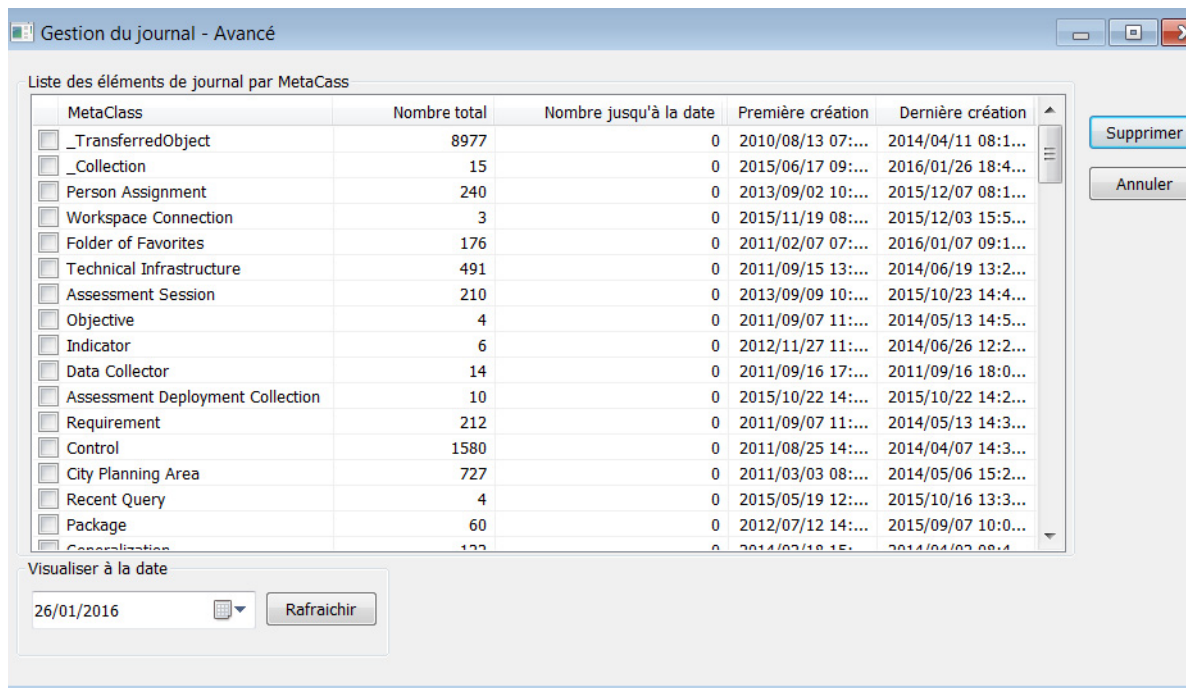 Gestion du journal - Avancé
Liste des éléments de journal par MetaCass
MetaClass Nombre total Nombre jusqu'à la date Première création Dernière création
_TransferredObject 8977 0 2010/08/13 07:... 2014/04/11 08:1...
_Collection 15 0 2015/06/17 09:... 2016/01/26 18:4...
Person Assignment 240 0 2013/09/02 10:... 2015/12/07 08:1...
Workspace Connection 3 0 2015/11/19 08:... 2015/12/03 15:5...
Folder of Favorites 176 0 2011/02/07 07:... 2016/01/07 09:1...
Technical Infrastructure 491 0 2011/09/15 13:... 2014/06/19 13:2...
Assessment Session 210 0 2013/09/09 10:... 2015/10/23 14:4...
Objective 4 0 2011/09/07 11:... 2014/05/13 14:5...
Indicator 6 0 2012/11/27 11:... 2014/06/26 12:2...
Data Collector 14 0 2011/09/16 17:... 2011/09/16 18:0...
Assessment Deployment Collection 10 0 2015/10/22 14:... 2015/10/22 14:2...
Requirement 212 0 2011/09/07 11:... 2014/05/13 14:3...
Control 1580 0 2011/08/25 14:... 2014/04/07 14:3...
City Planning Area 727 0 2011/03/03 08:... 2014/05/06 15:2...
Recent Query 4 0 2015/05/19 12:... 2015/10/16 13:3...
Package 60 0 2012/07/12 14:... 2015/09/07 10:0...
Generalization 0
Supprimer
Annuler
Visualiser à la date
26/01/2016
Rafraichir